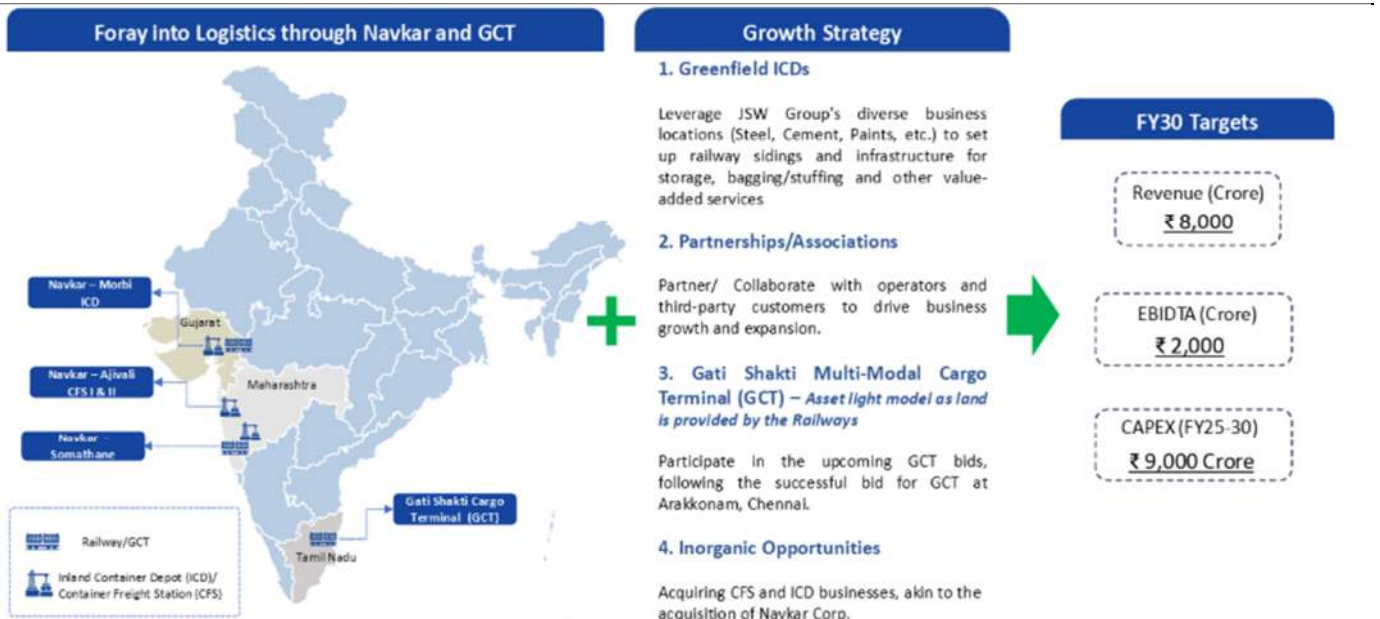 Foray into Logistics through Navkar and GCT
Navkar – Morbi
ICD
Gujarat
Navkar – Ajivali
CFS I & II
Maharashtra
Navkar –
Somathane
Gati Shakti Cargo
Terminal (GCT)
Tamil Nadu
Railway/GCT
Inland Container Depot (ICD)/
Container Freight Station (CFS)
Growth Strategy
1. Greenfield ICDs
Leverage JSW Group's diverse business
locations (Steel, Cement, Paints, etc.) to set
up railway sidings and infrastructure for
storage, bagging/stuffing and other value-
added services
2. Partnerships/Associations
Partner/ Collaborate with operators and
third-party customers to drive business
growth and expansion.
3. Gati Shakti Multi-Modal Cargo
Terminal (GCT) – Asset light model as land
is provided by the Railways
Participate in the upcoming GCT bids,
following the successful bid for GCT at
Arakkonam, Chennai.
4. Inorganic Opportunities
Acquiring CFS and ICD businesses, akin to the
acquisition of Navkar Corp.
FY30 Targets
Revenue (Crore)
₹ 8,000
EBIDTA (Crore)
₹ 2,000
CAPEX (FY25-30)
₹ 9,000 Crore